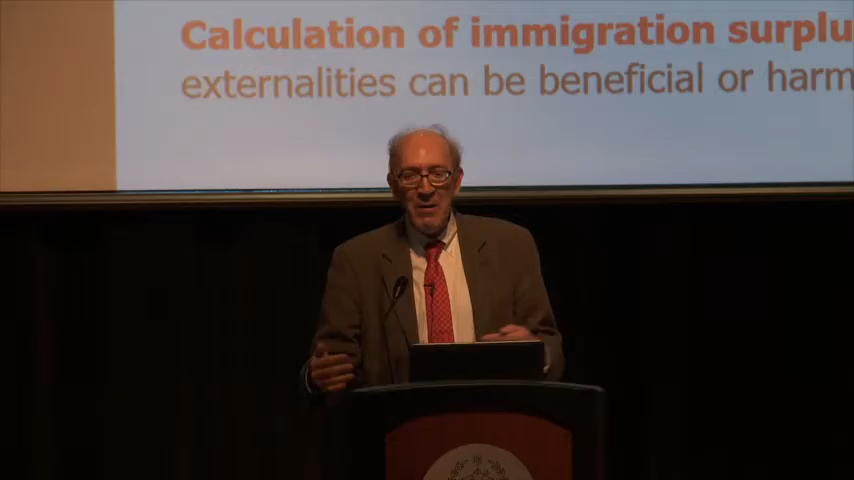 Calculation of immigration surplu
externalities can be beneficial or harm